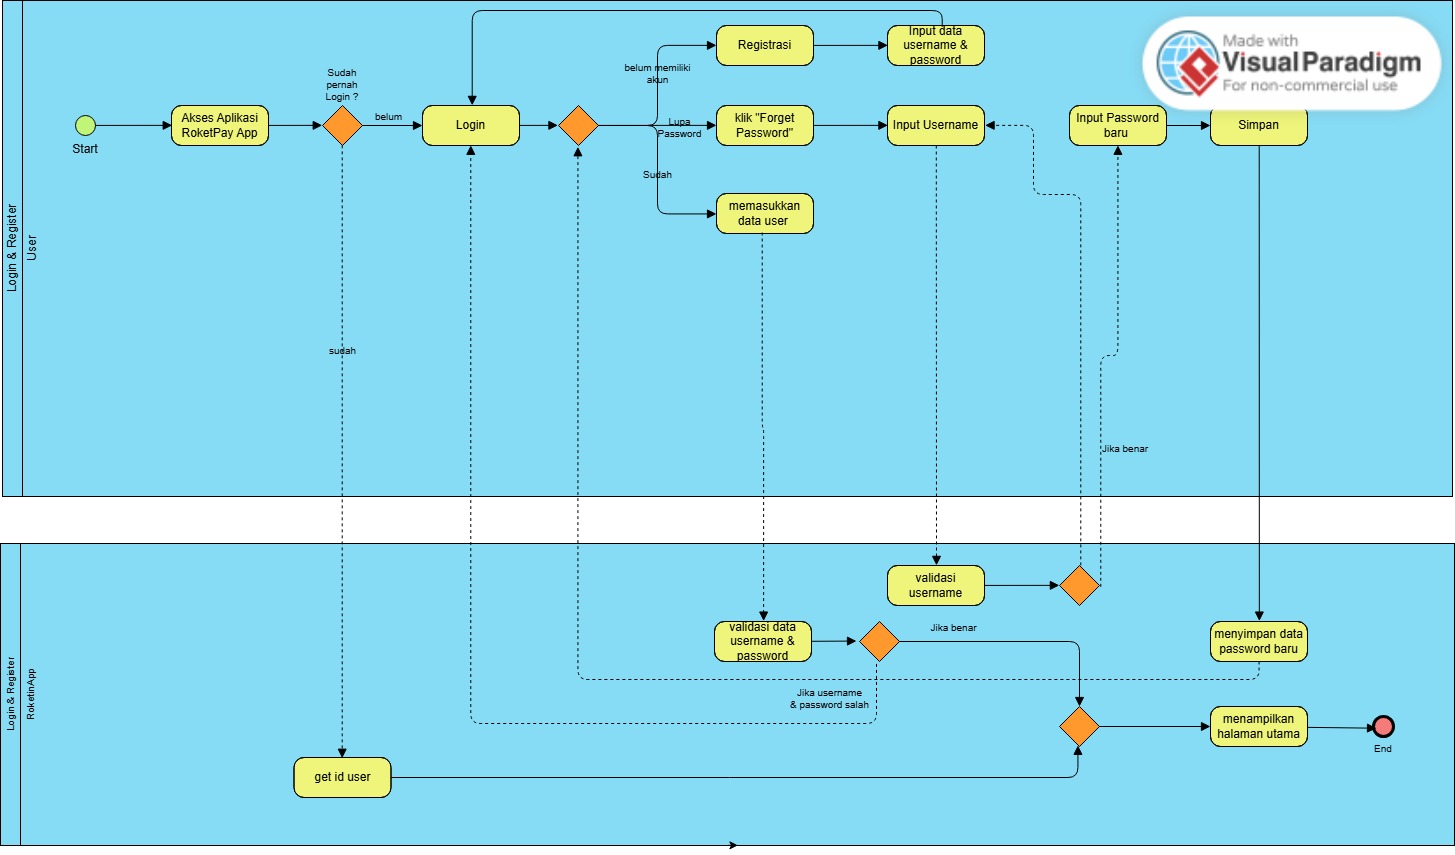 Made with
VisualParadigm
For non-commercial use
Login & Register
User
Start
Akses Aplikasi
RoketPay App
Sudah
pernah
Login ?
belum
Login
belum memiliki
akun
Registrasi
Input data
username &
password
Lupa
Password
klik "Forget
Password"
Input Username
Input Password
baru
Simpan
Sudah
memasukkan
data user
sudah
Jika benar
Login & Register
RoketinApp
validasi
username
validasi data
username &
password
Jika benar
menyimpan data
password baru
Jika username
& password salah
menampilkan
halaman utama
End
get id user